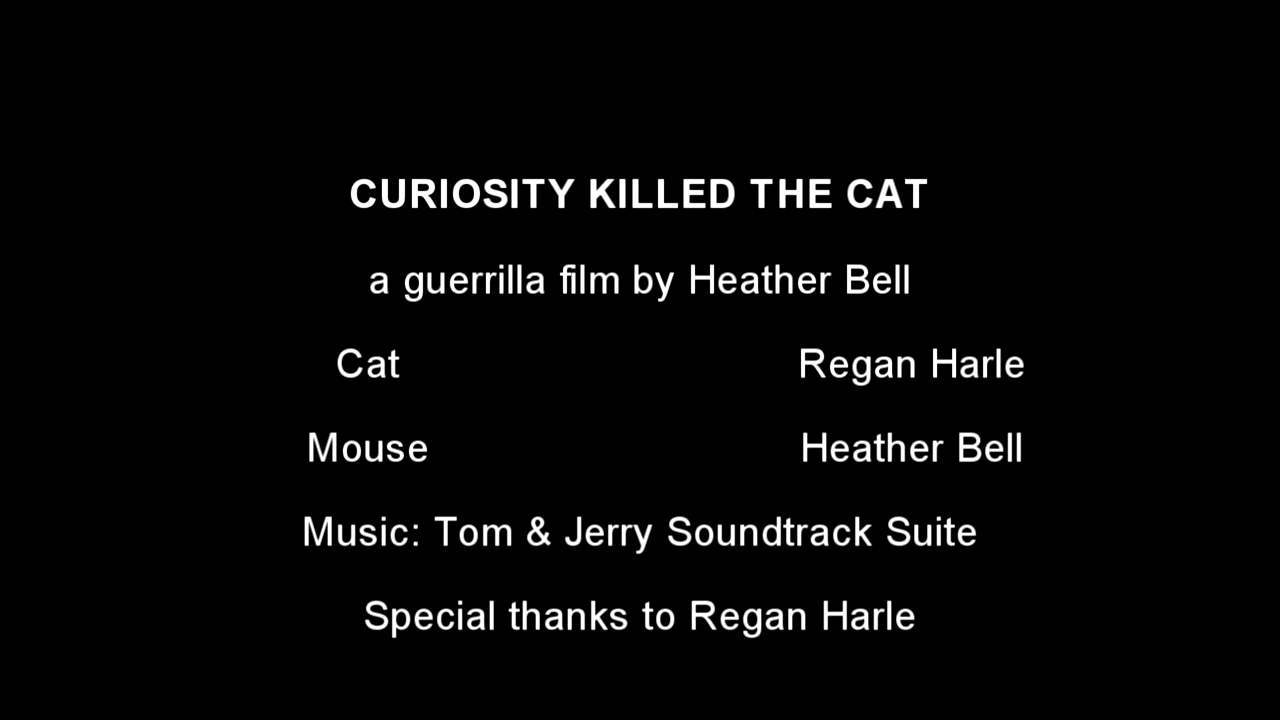 CURIOSITY KILLED THE CAT
a guerrilla film by Heather Bell
Cat Regan Harle
Mouse Heather Bell
Music: Tom & Jerry Soundtrack Suite
Special thanks to Regan Harle